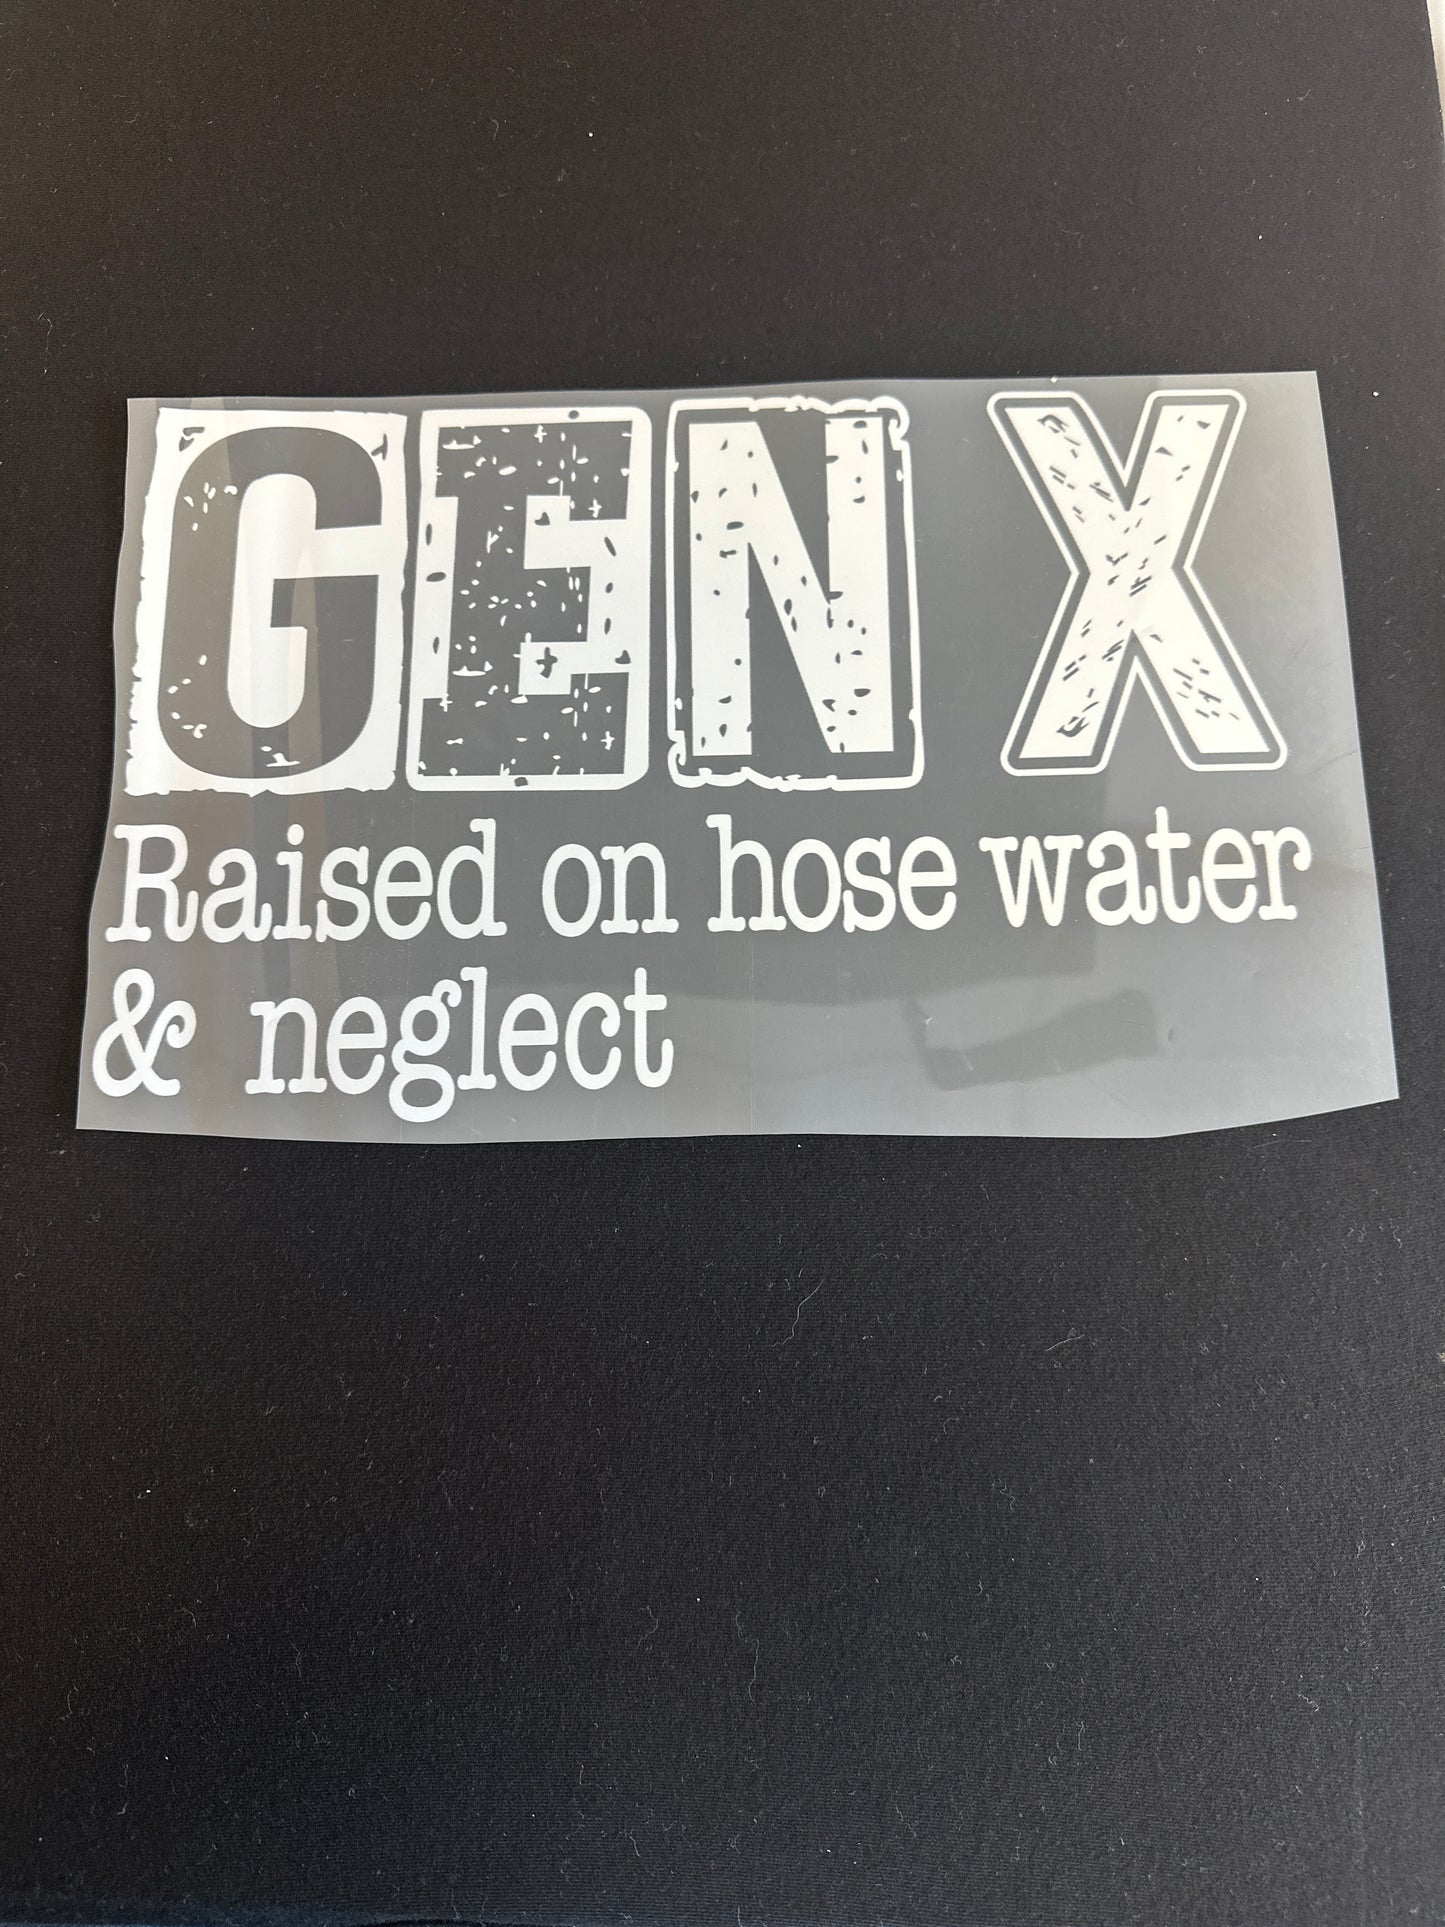 GEN X
Raised on hose water
& neglect